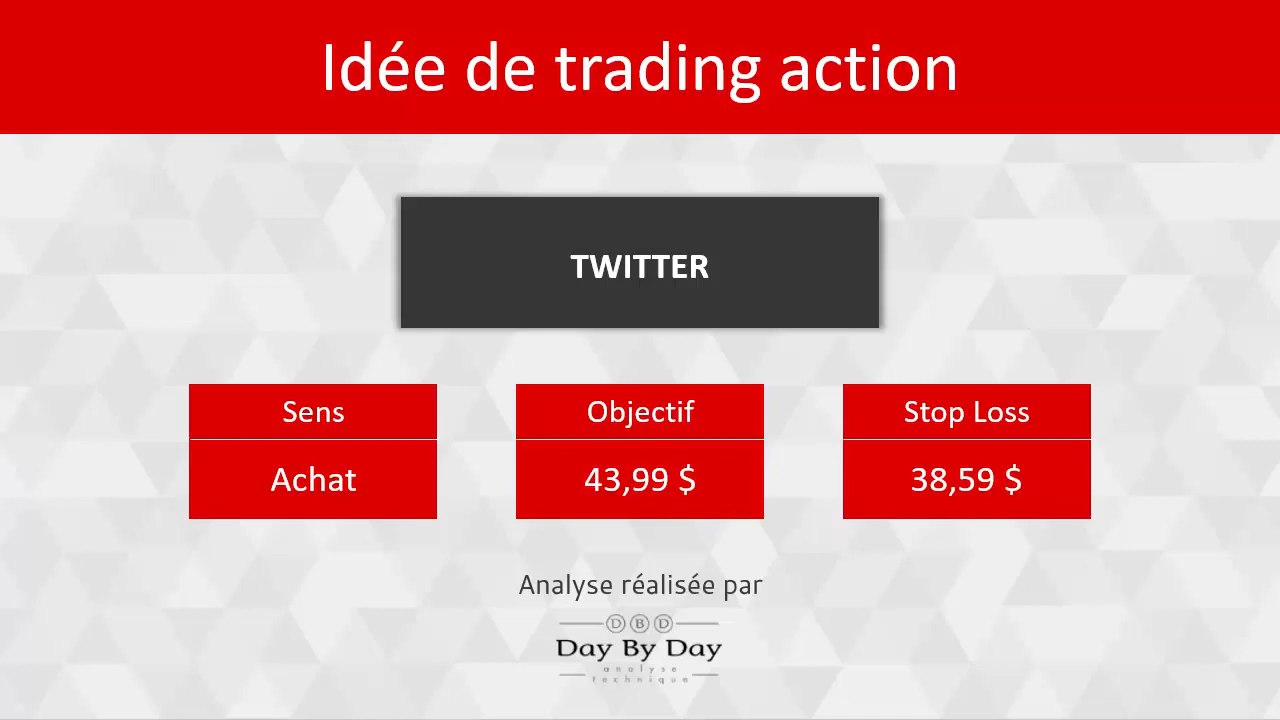 Idée de trading action
TWITTER
Sens
Achat
Objectif
43,99 $
Stop Loss
38,59 $
Analyse réalisée par
DBD
Day By Day
analyse
technique